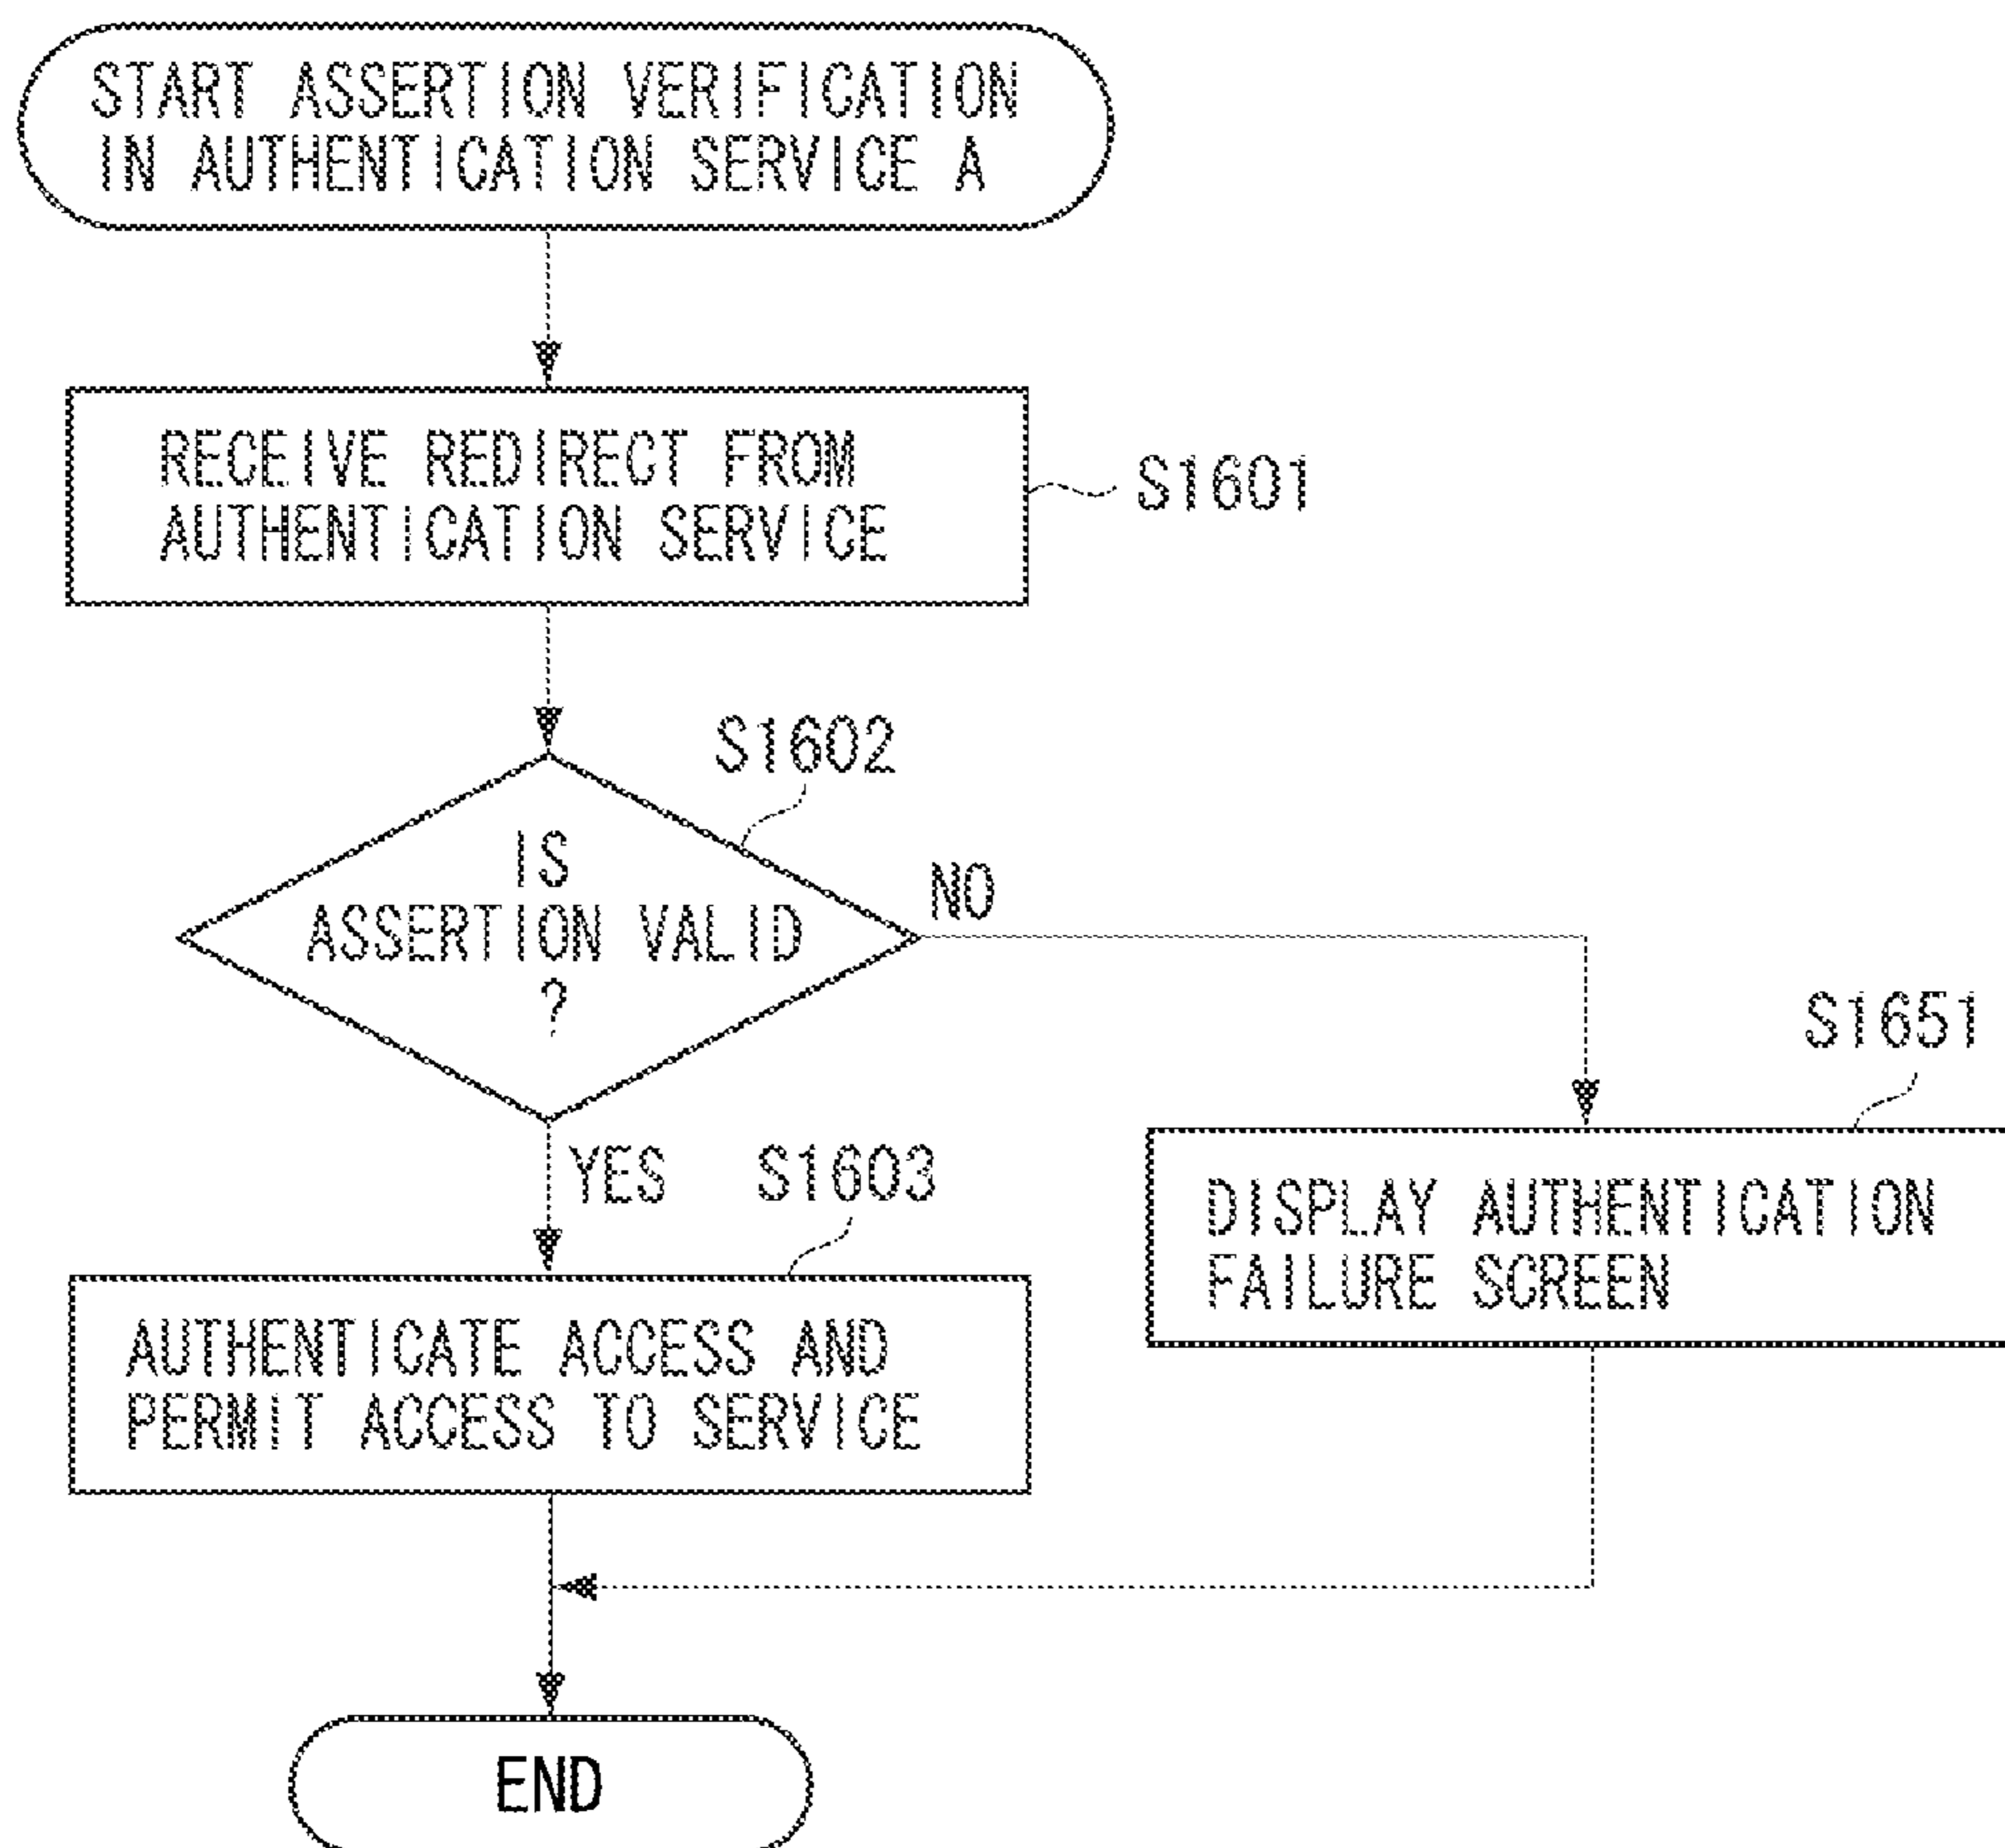 START ASSERTION VERIFICATION
IN AUTHENTICATION SERVICE A
RECEIVE REDIRECT FROM
AUTHENTICATION SERVICE
S1601
S1602
IS
ASSERTION VALID
?
NO
S1651
YES
S1603
DISPLAY AUTHENTICATION
FAILURE SCREEN
AUTHENTICATE ACCESS AND
PERMIT ACCESS TO SERVICE
END